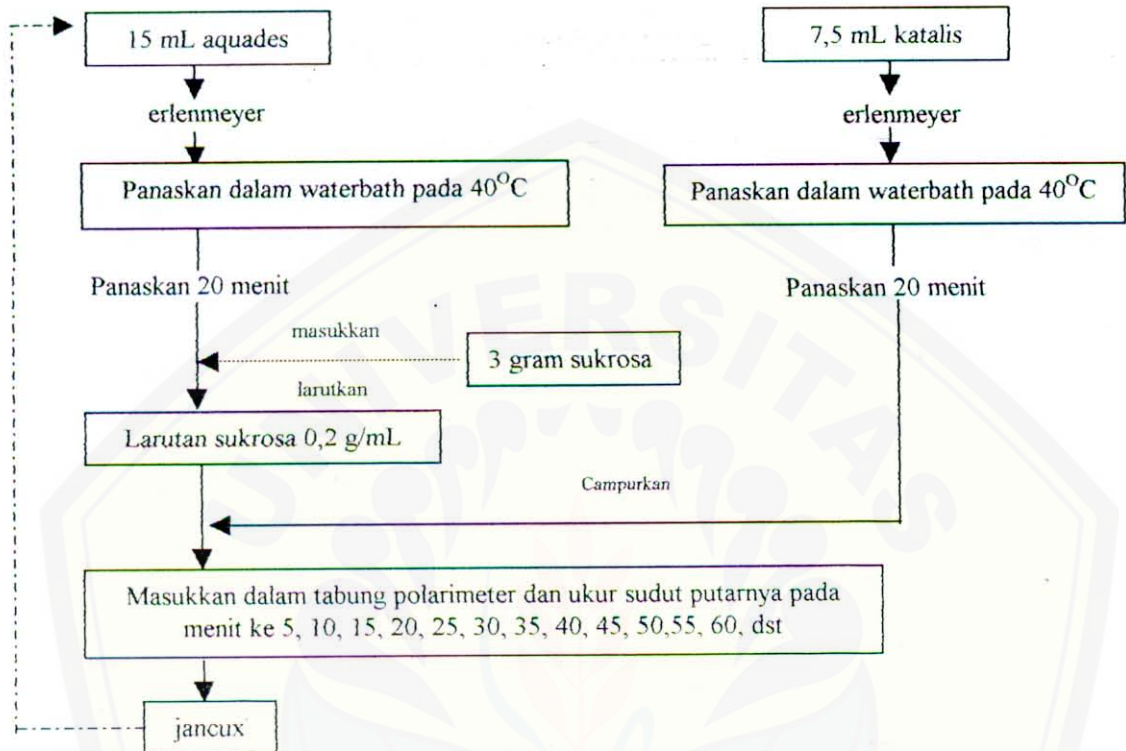 15 mL aquades
7,5 mL katalis
erlenmeyer
erlenmeyer
Panaskan dalam waterbath pada 40°C
Panaskan dalam waterbath pada 40°C
Panaskan 20 menit
Panaskan 20 menit
masukkan
3 gram sukrosa
larutkan
Larutan sukrosa 0,2 g/mL
Campurkan
Masukkan dalam tabung polarimeter dan ukur sudut putarnya pada
menit ke 5, 10, 15, 20, 25, 30, 35, 40, 45, 50,55, 60, dst
jancux
UNIVERSITAS